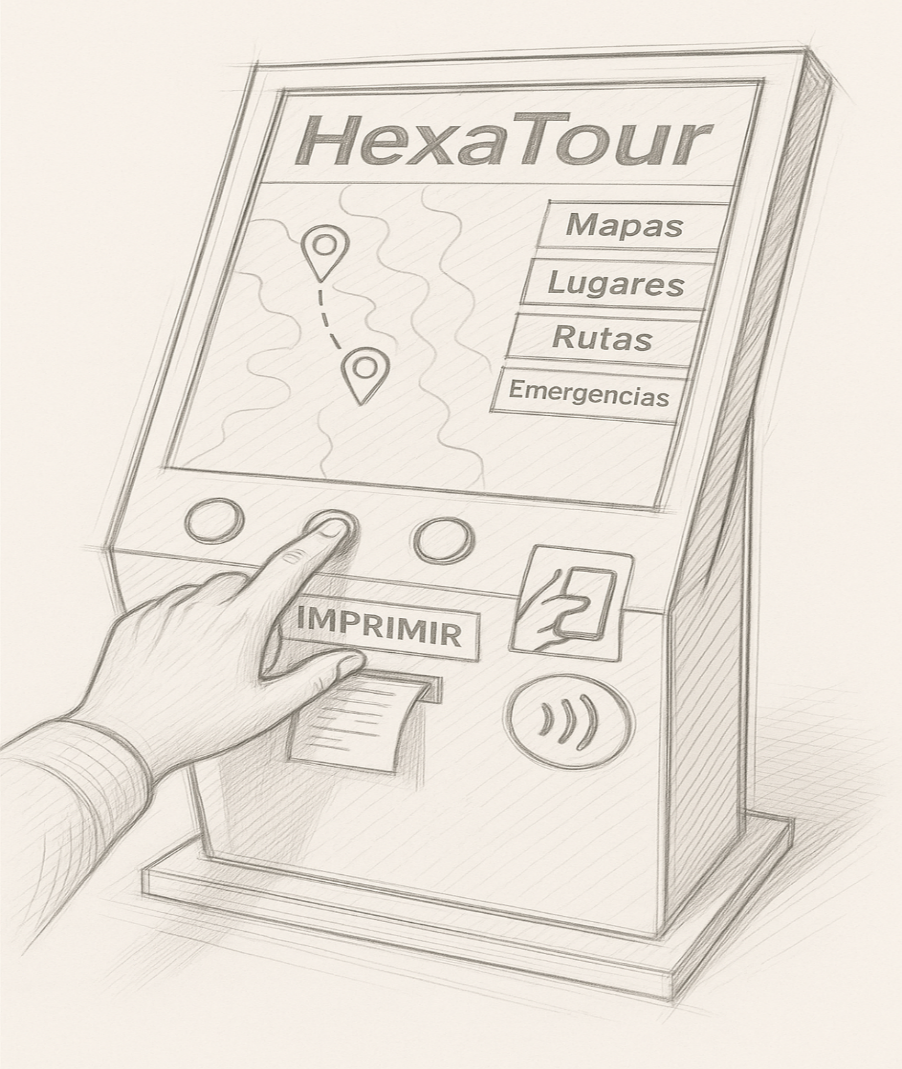 HexaTour
Mapas
Lugares
Rutas
Emergencias
IMPRIMIR